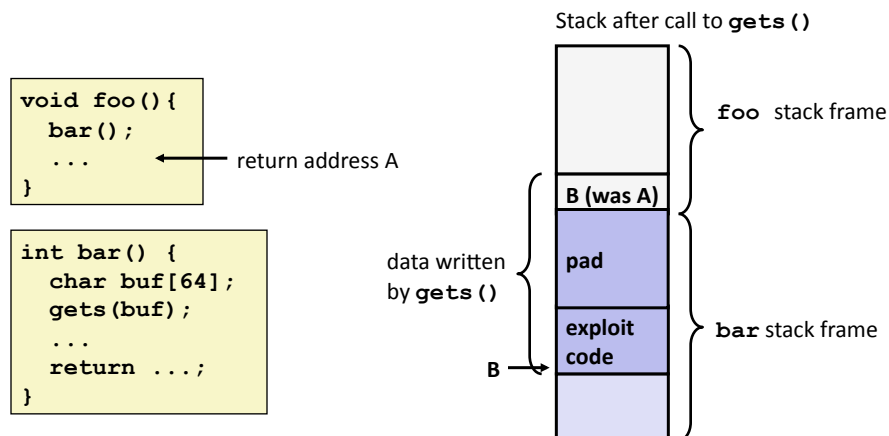 Stack after call to gets()
void foo(){
bar();
...
}
return address A
foo stack frame
B (was A)
int bar() {
char buf[64];
gets(buf);
...
return ...;
}
data written
by gets()
pad
exploit
code
B
bar stack frame